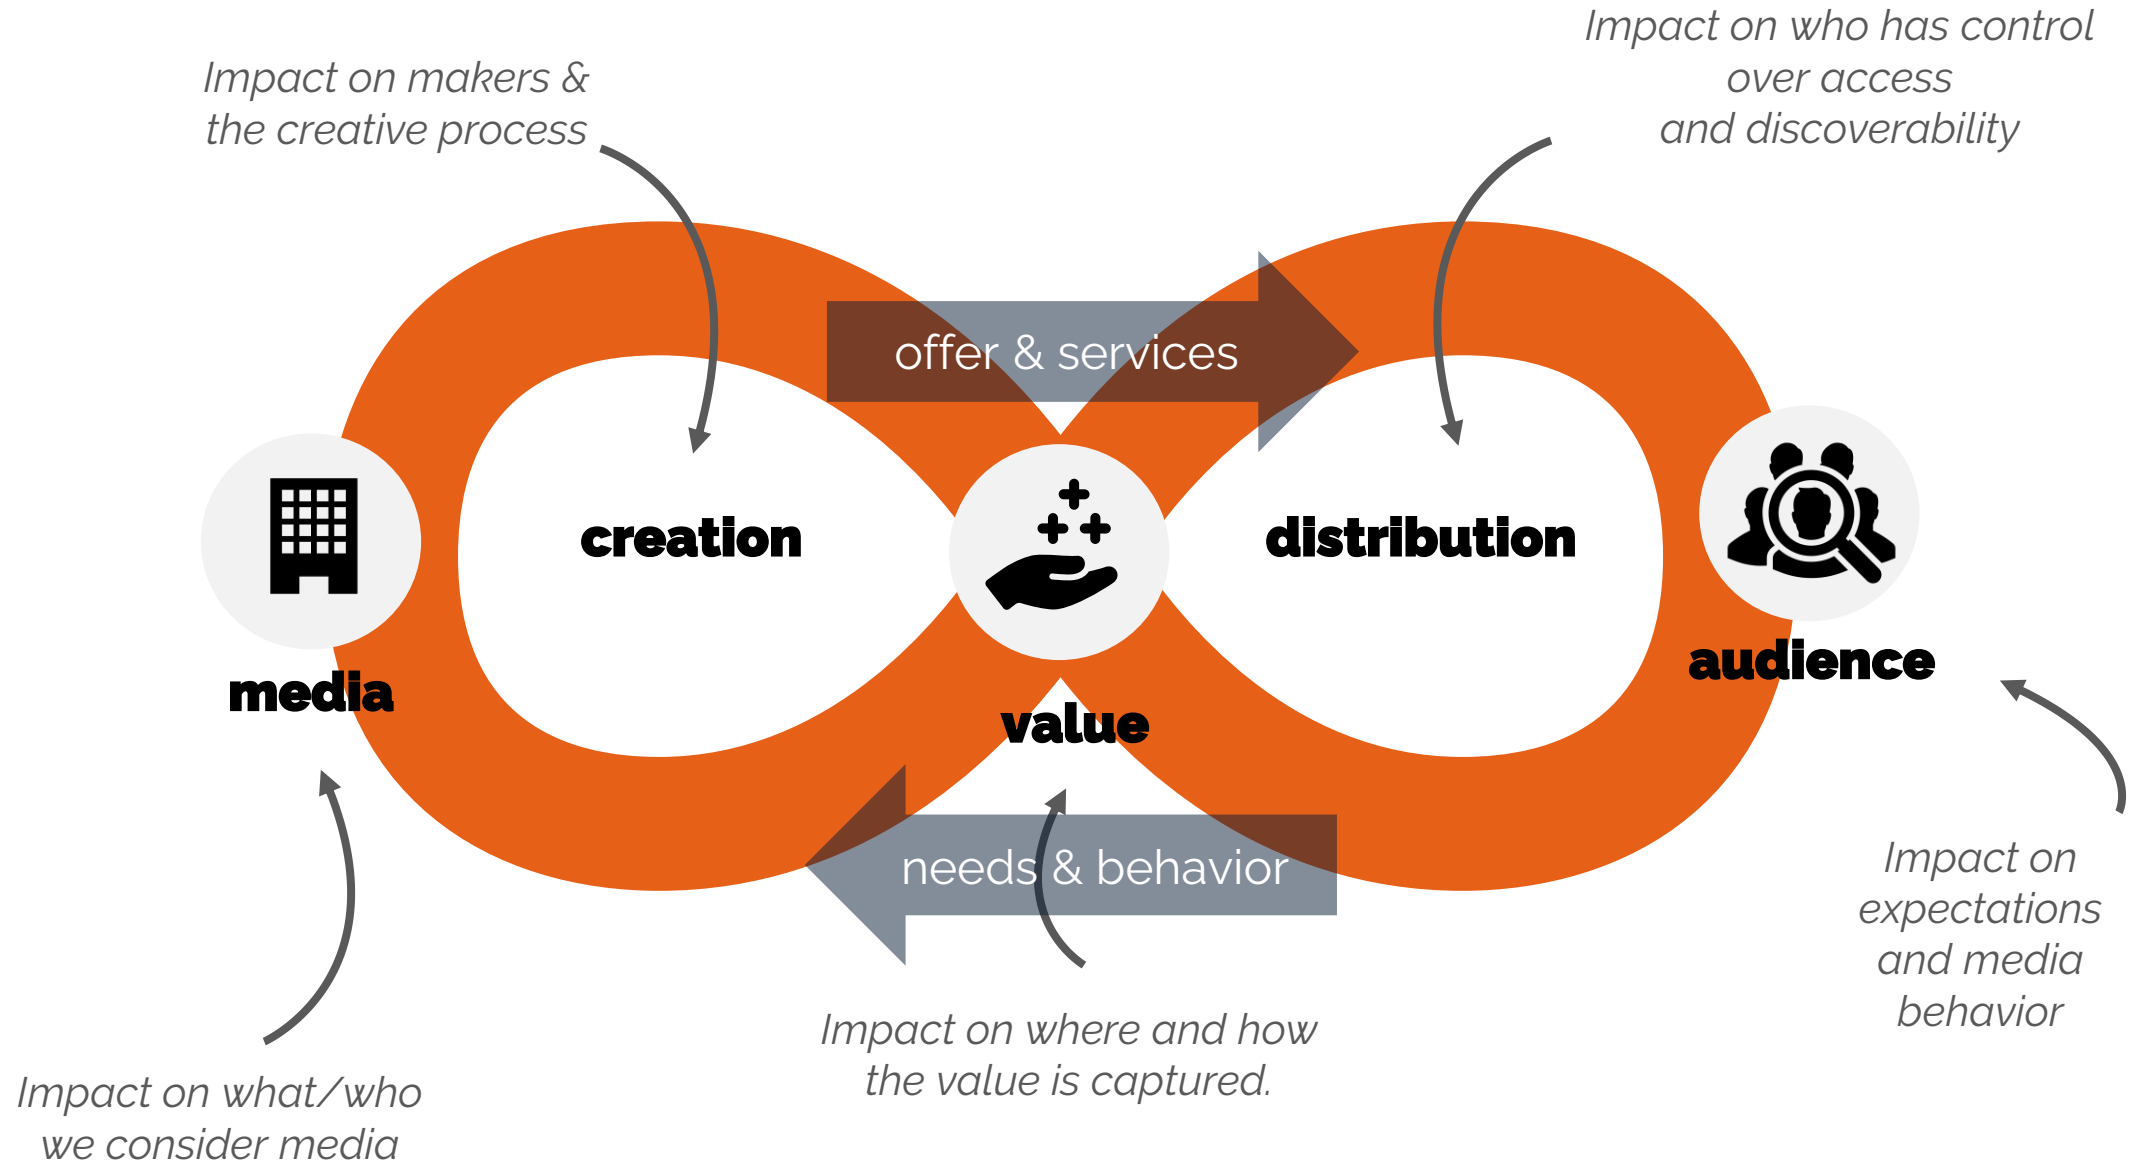 Impact on makers &
the creative process
Impact on who has control
over access
and discoverability
offer & services
creation
distribution
media
value
audience
needs & behavior
Impact on
expectations
and media
behavior
Impact on where and how
the value is captured.
Impact on what/who
we consider media